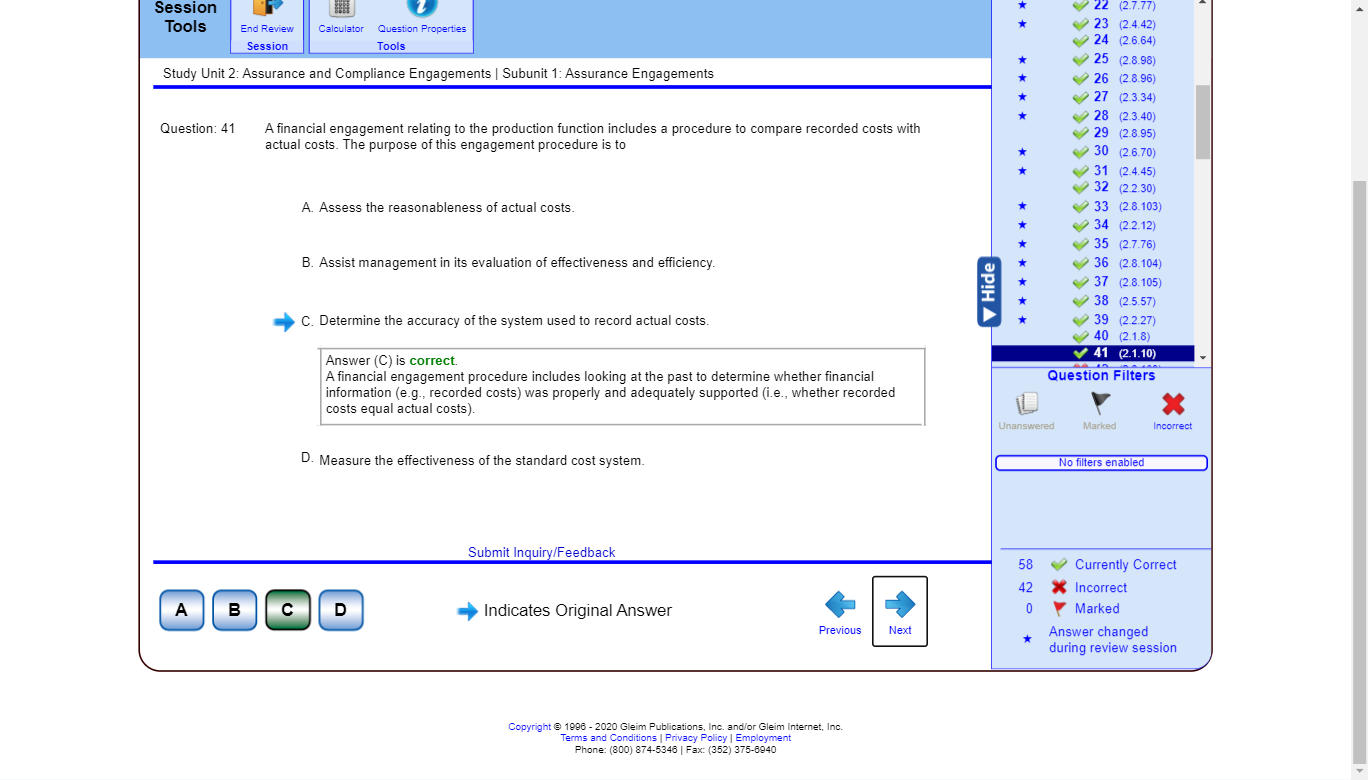 Session
Tools
End Review
Session
Calculator
Question Properties
Tools
Study Unit 2: Assurance and Compliance Engagements | Subunit 1: Assurance Engagements
Question: 41
A financial engagement relating to the production function includes a procedure to compare recorded costs with
actual costs. The purpose of this engagement procedure is to
A. Assess the reasonableness of actual costs.
B. Assist management in its evaluation of effectiveness and efficiency.
C. Determine the accuracy of the system used to record actual costs.
Answer (C) is correct.
A financial engagement procedure includes looking at the past to determine whether financial
information (e.g., recorded costs) was properly and adequately supported (i.e., whether recorded
costs equal actual costs).
D. Measure the effectiveness of the standard cost system.
Submit Inquiry/Feedback
A B C D
Indicates Original Answer
Previous
Next
Hide
22 (2.7.77)
23 (2.4.42)
24 (2.6.64)
25 (2.8.98)
26 (2.8.96)
27 (2.3.34)
28 (2.3.40)
29 (2.8.95)
30 (2.6.70)
31 (2.4.45)
32 (2.2.30)
33 (2.8.103)
34 (2.2.12)
35 (2.7.76)
36 (2.8.104)
37 (2.8.105)
38 (2.5.57)
39 (2.2.27)
40 (2.1.8)
41 (2.1.10)
Question Filters
Unanswered
Marked
Incorrect
No filters enabled
58 Currently Correct
42 Incorrect
0 Marked
Answer changed
during review session
Copyright © 1996 - 2020 Gleim Publications, Inc. and/or Gleim Internet, Inc.
Terms and Conditions | Privacy Policy | Employment
Phone: (800) 874-5346 | Fax: (352) 375-6940